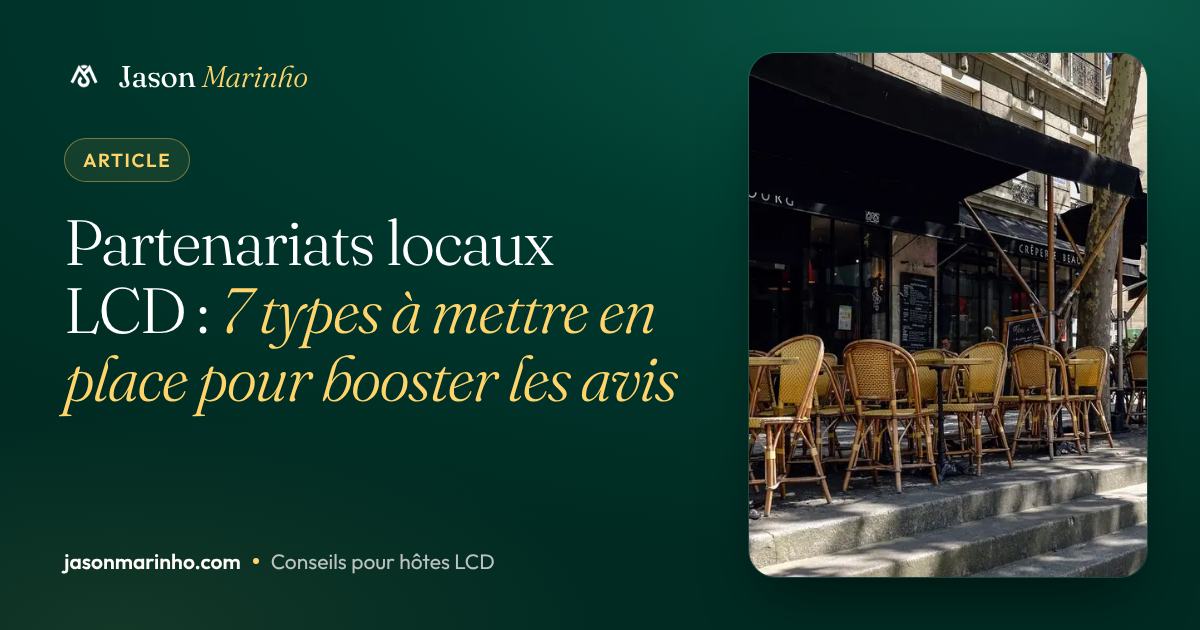 Jason Marinho
ARTICLE
Partenariats locaux
LCD : 7 types à mettre en
place pour booster les avis
jasonmarinho.com • Conseils pour hôtes LCD
OURG